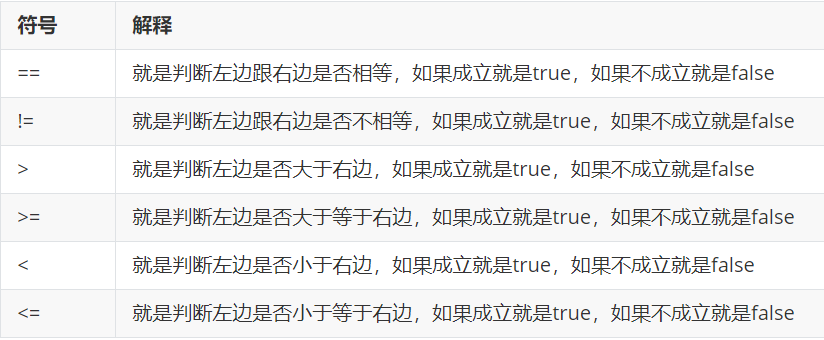 符号 解释
== 就是判断左边跟右边是否相等，如果成立就是true，如果不成立就是false
!= 就是判断左边跟右边是否不相等，如果成立就是true，如果不成立就是false
> 就是判断左边是否大于右边，如果成立就是true，如果不成立就是false
>= 就是判断左边是否大于等于右边，如果成立就是true，如果不成立就是false
< 就是判断左边是否小于右边，如果成立就是true，如果不成立就是false
<= 就是判断左边是否小于等于右边，如果成立就是true，如果不成立就是false